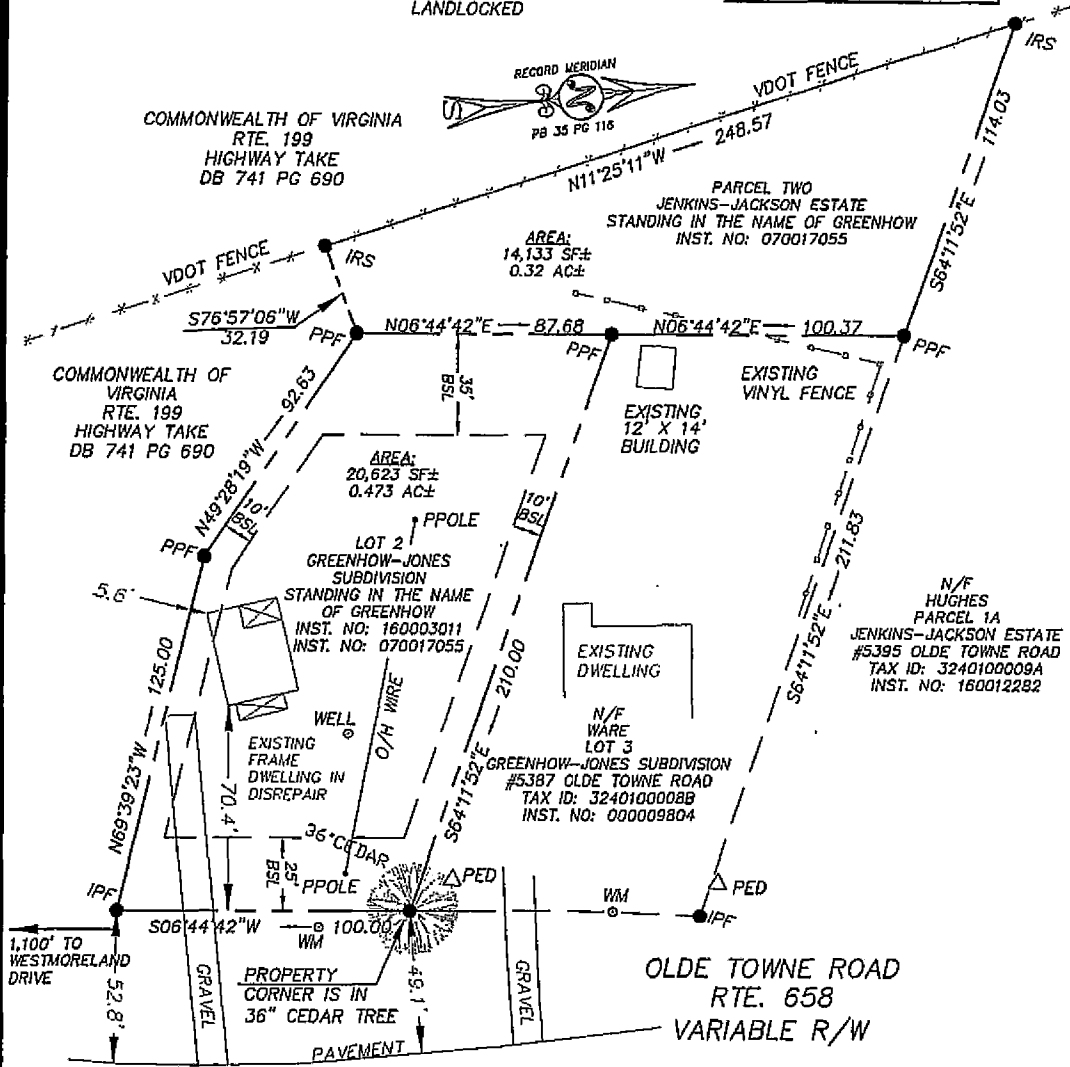 LANDLOCKED
IRS
RECORD MERIDIAN
S
N
PB 35 PG 116
VDOT FENCE
248.57
N11°25'11"W
114.03
S64°11'52"E
COMMONWEALTH OF VIRGINIA
RTE. 199
HIGHWAY TAKE
DB 741 PG 690
PARCEL TWO
JENKINS-JACKSON ESTATE
STANDING IN THE NAME OF GREENHOW
INST. NO: 070017055
AREA:
14,133 SF±
0.32 AC±
IRS
VDOT FENCE
S76°57'06"W
32.19
PPF
N06°44'42"E
87.68
PPF
N06°44'42"E
100.37
PPF
COMMONWEALTH OF
VIRGINIA
RTE. 199
HIGHWAY TAKE
DB 741 PG 690
92.63
N49°28'19"W
35'
BSL
EXISTING
12' X 14'
BUILDING
EXISTING
VINYL FENCE
AREA:
20,623 SF±
0.473 AC±
10'
BSL
10'
BSL
PPOLE
PPF
LOT 2
GREENHOW-JONES
SUBDIVISION
STANDING IN THE NAME
OF GREENHOW
INST. NO: 160003011
INST. NO: 070017055
5.6'
211.83
S64°11'52"E
N/F
HUGHES
PARCEL 1A
JENKINS-JACKSON ESTATE
#5395 OLDE TOWNE ROAD
TAX ID: 3240100009A
INST. NO: 160012282
EXISTING
DWELLING
125.00
N69°39'23"W
210.00
S64°11'52"E
O/H WIRE
WELL
EXISTING
FRAME
DWELLING IN
DISREPAIR
70.4'
N/F
WARE
LOT 3
GREENHOW-JONES SUBDIVISION
#5387 OLDE TOWNE ROAD
TAX ID: 3240100008B
INST. NO: 000009804
36" CEDAR
25'
BSL
PPOLE
PED
PED
IPF
S06°44'42"W
100.00
WM
WM
IPF
1,100' TO
WESTMORELAND
DRIVE
52.8'
GRAVEL
PROPERTY
CORNER IS IN
36" CEDAR TREE
49.1'
GRAVEL
PAVEMENT
OLDE TOWNE ROAD
RTE. 658
VARIABLE R/W